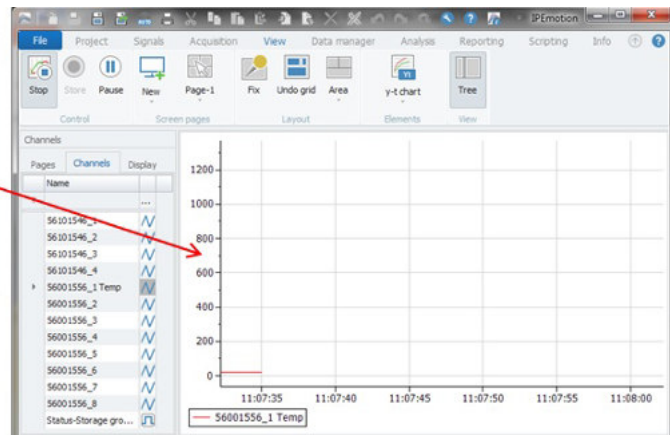 IPEmotion
File Project Signals Acquisition View Data manager Analysis Reporting Scripting Info
Stop Store Pause New Page-1 Fix Undo grid Area y-t chart Tree
Control Screen pages Layout Elements View
Channels
Pages Channels Display
Name
...
56101546_1
56101546_2
56101546_3
56101546_4
56001556_1 Temp
56001556_2
56001556_3
56001556_4
56001556_5
56001556_6
56001556_7
56001556_8
Status-Storage gro...
1200
1000
800
600
400
200
0
11:07:35 11:07:40 11:07:45 11:07:50 11:07:55 11:08:00
56001556_1 Temp